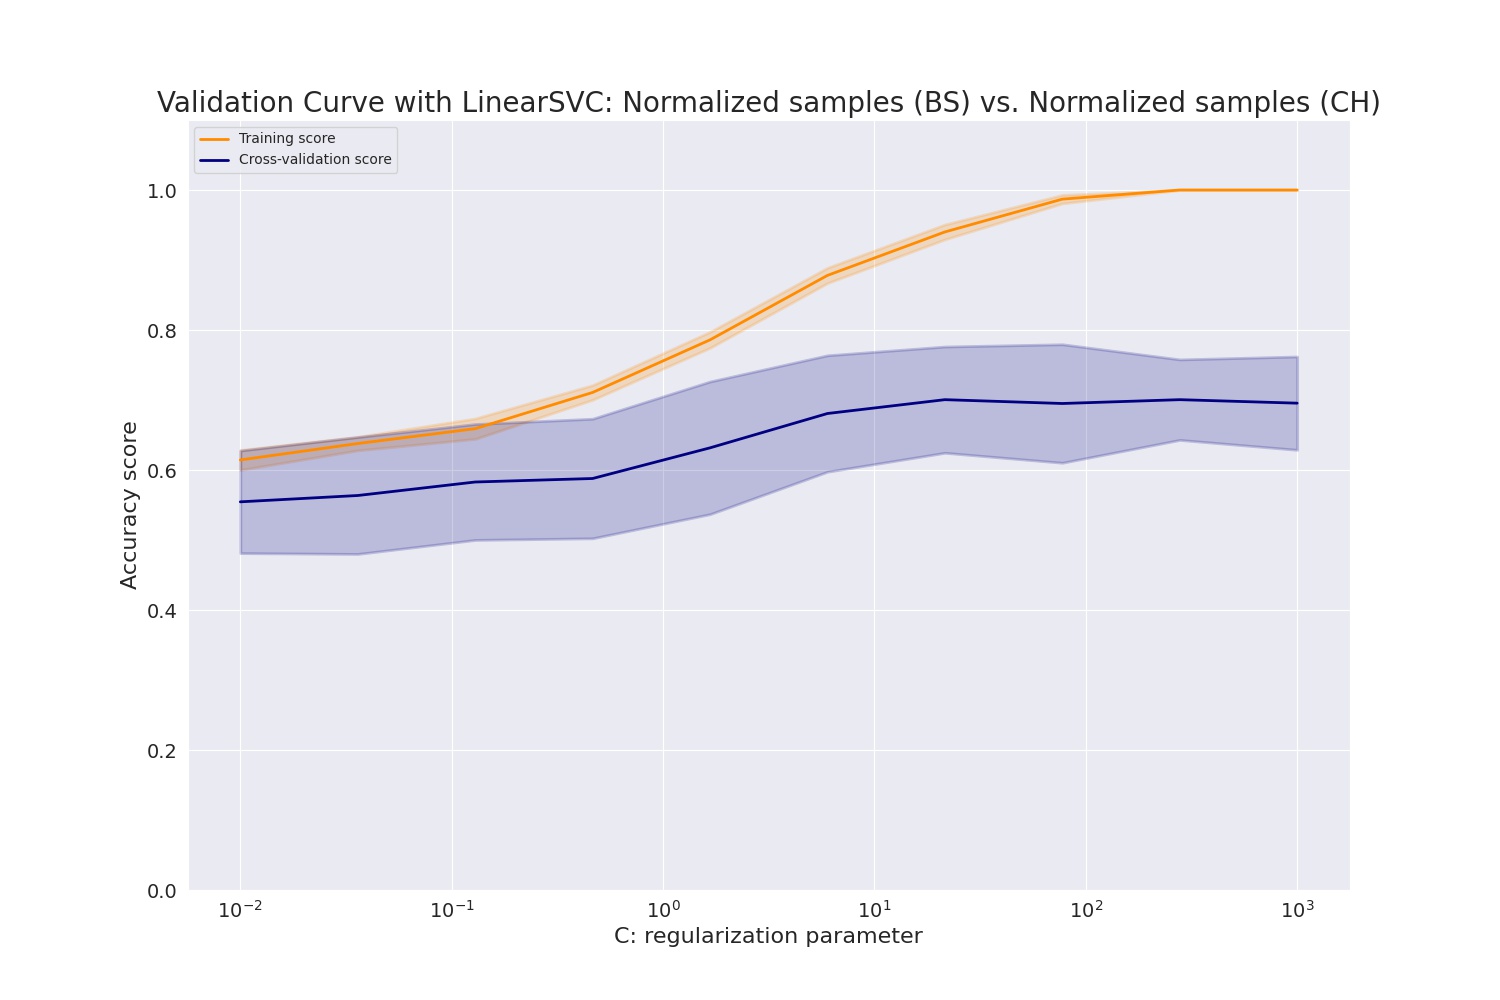 Validation Curve with LinearSVC: Normalized samples (BS) vs. Normalized samples (CH)
Training score
Cross-validation score
1.0
0.8
0.6
0.4
0.2
0.0
Accuracy score
10⁻² 10⁻¹ 10⁰ 10¹ 10² 10³
C: regularization parameter